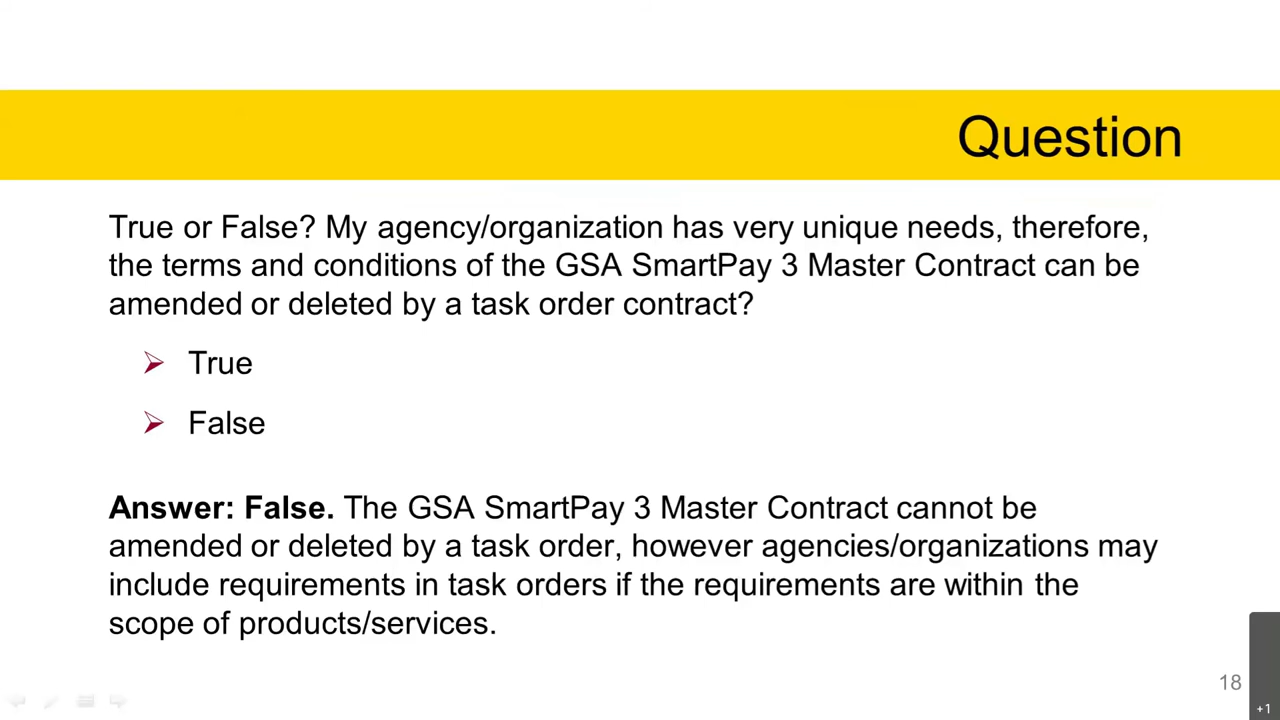 Question
True or False? My agency/organization has very unique needs, therefore,
the terms and conditions of the GSA SmartPay 3 Master Contract can be
amended or deleted by a task order contract?
True
False
Answer: False. The GSA SmartPay 3 Master Contract cannot be
amended or deleted by a task order, however agencies/organizations may
include requirements in task orders if the requirements are within the
scope of products/services.
18
+1